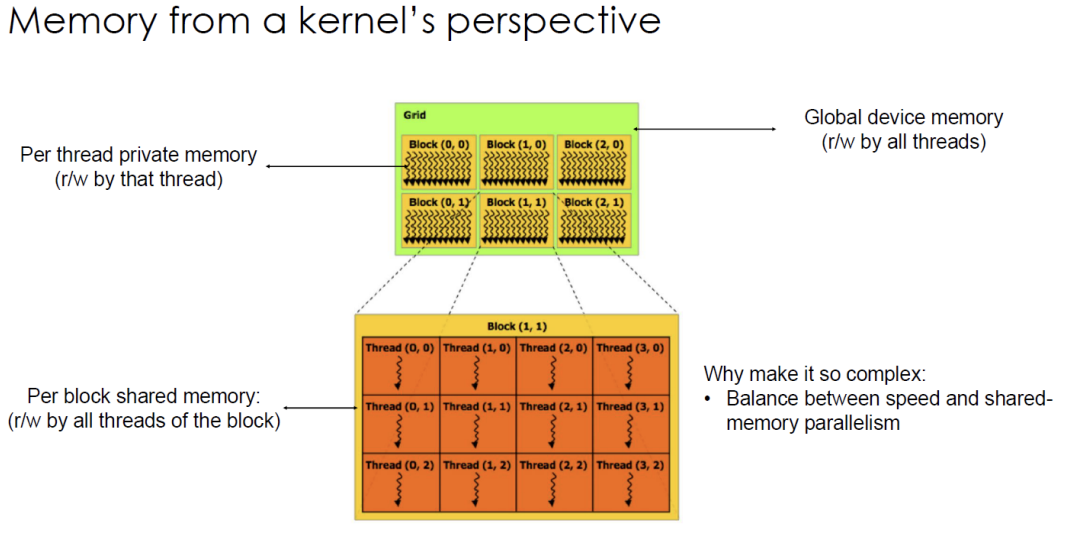 Memory from a kernel's perspective
Grid
Block (0, 0) Block (1, 0) Block (2, 0)
Block (0, 1) Block (1, 1) Block (2, 1)
Per thread private memory
(r/w by that thread)
Global device memory
(r/w by all threads)
Block (1, 1)
Thread (0, 0) Thread (1, 0) Thread (2, 0) Thread (3, 0)
Thread (0, 1) Thread (1, 1) Thread (2, 1) Thread (3, 1)
Thread (0, 2) Thread (1, 2) Thread (2, 2) Thread (3, 2)
Per block shared memory:
(r/w by all threads of the block)
Why make it so complex:
• Balance between speed and shared-
memory parallelism